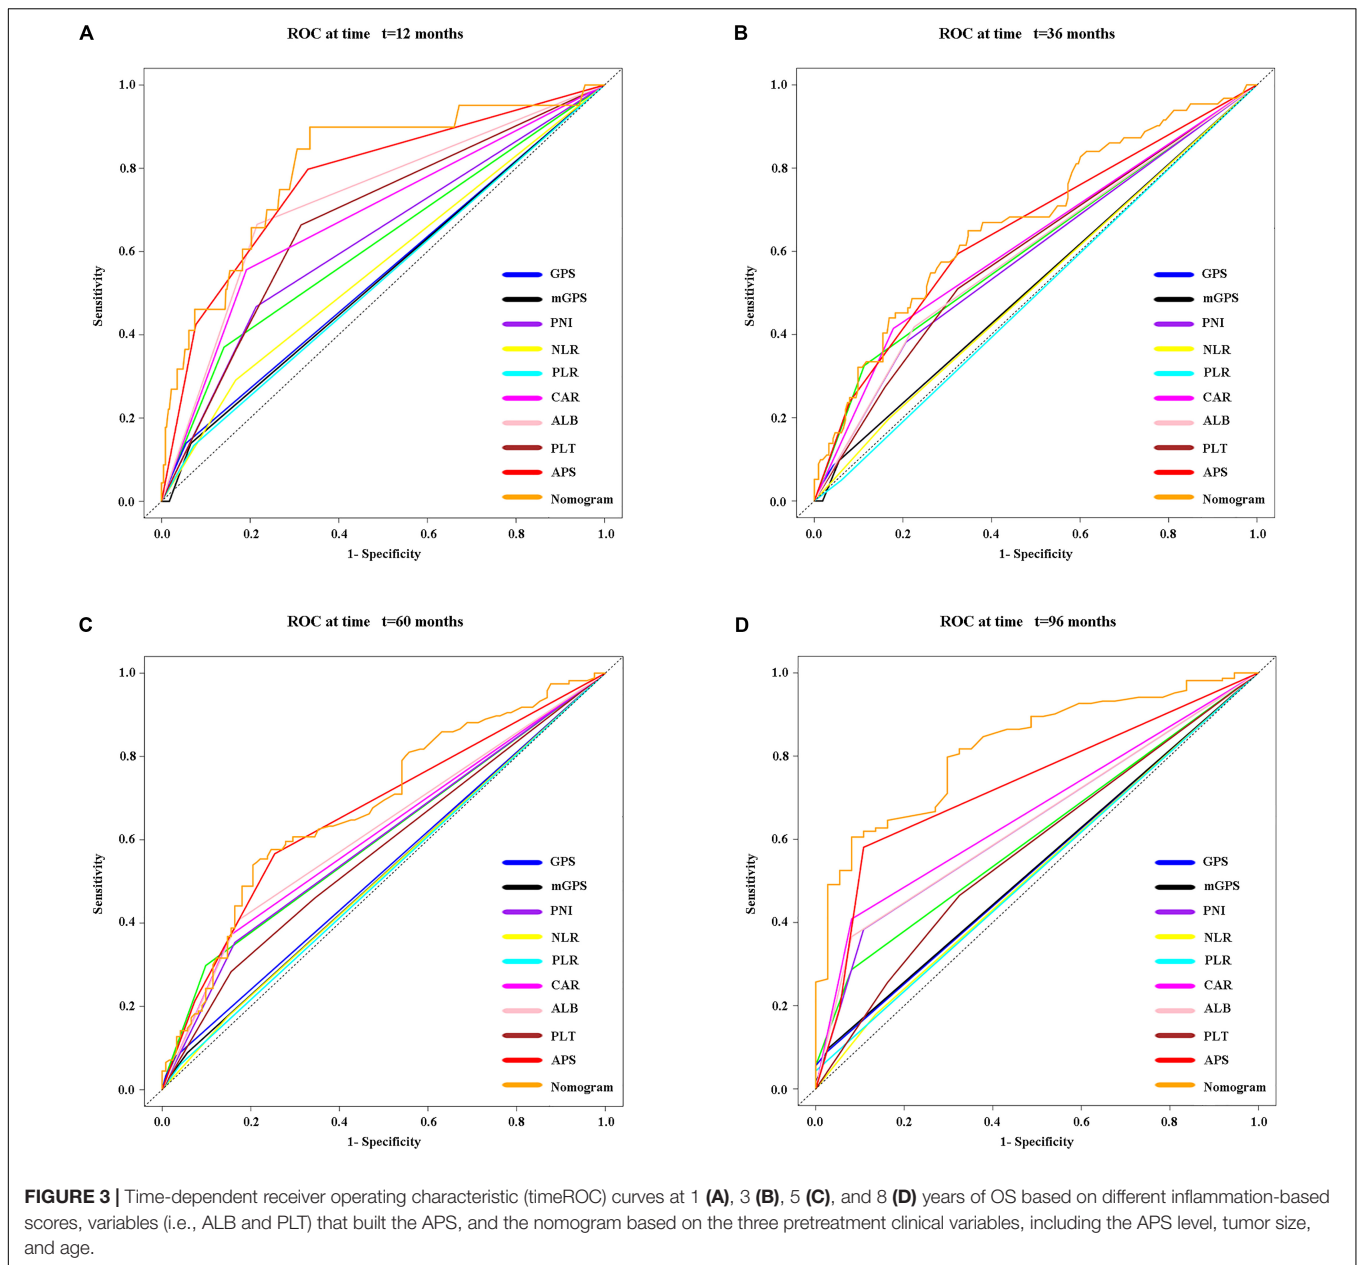 A
ROC at time t=12 months
1.0
0.8
0.6
0.4
0.2
0.0
Sensitivity
0.0 0.2 0.4 0.6 0.8 1.0
1- Specificity
GPS
mGPS
PNI
NLR
PLR
CAR
ALB
PLT
APS
Nomogram
B
ROC at time t=36 months
1.0
0.8
0.6
0.4
0.2
0.0
Sensitivity
0.0 0.2 0.4 0.6 0.8 1.0
1- Specificity
GPS
mGPS
PNI
NLR
PLR
CAR
ALB
PLT
APS
Nomogram
C
ROC at time t=60 months
1.0
0.8
0.6
0.4
0.2
0.0
Sensitivity
0.0 0.2 0.4 0.6 0.8 1.0
1- Specificity
GPS
mGPS
PNI
NLR
PLR
CAR
ALB
PLT
APS
Nomogram
D
ROC at time t=96 months
1.0
0.8
0.6
0.4
0.2
0.0
Sensitivity
0.0 0.2 0.4 0.6 0.8 1.0
1- Specificity
GPS
mGPS
PNI
NLR
PLR
CAR
ALB
PLT
APS
Nomogram
FIGURE 3 | Time-dependent receiver operating characteristic (timeROC) curves at 1 (A), 3 (B), 5 (C), and 8 (D) years of OS based on different inflammation-based
scores, variables (i.e., ALB and PLT) that built the APS, and the nomogram based on the three pretreatment clinical variables, including the APS level, tumor size,
and age.